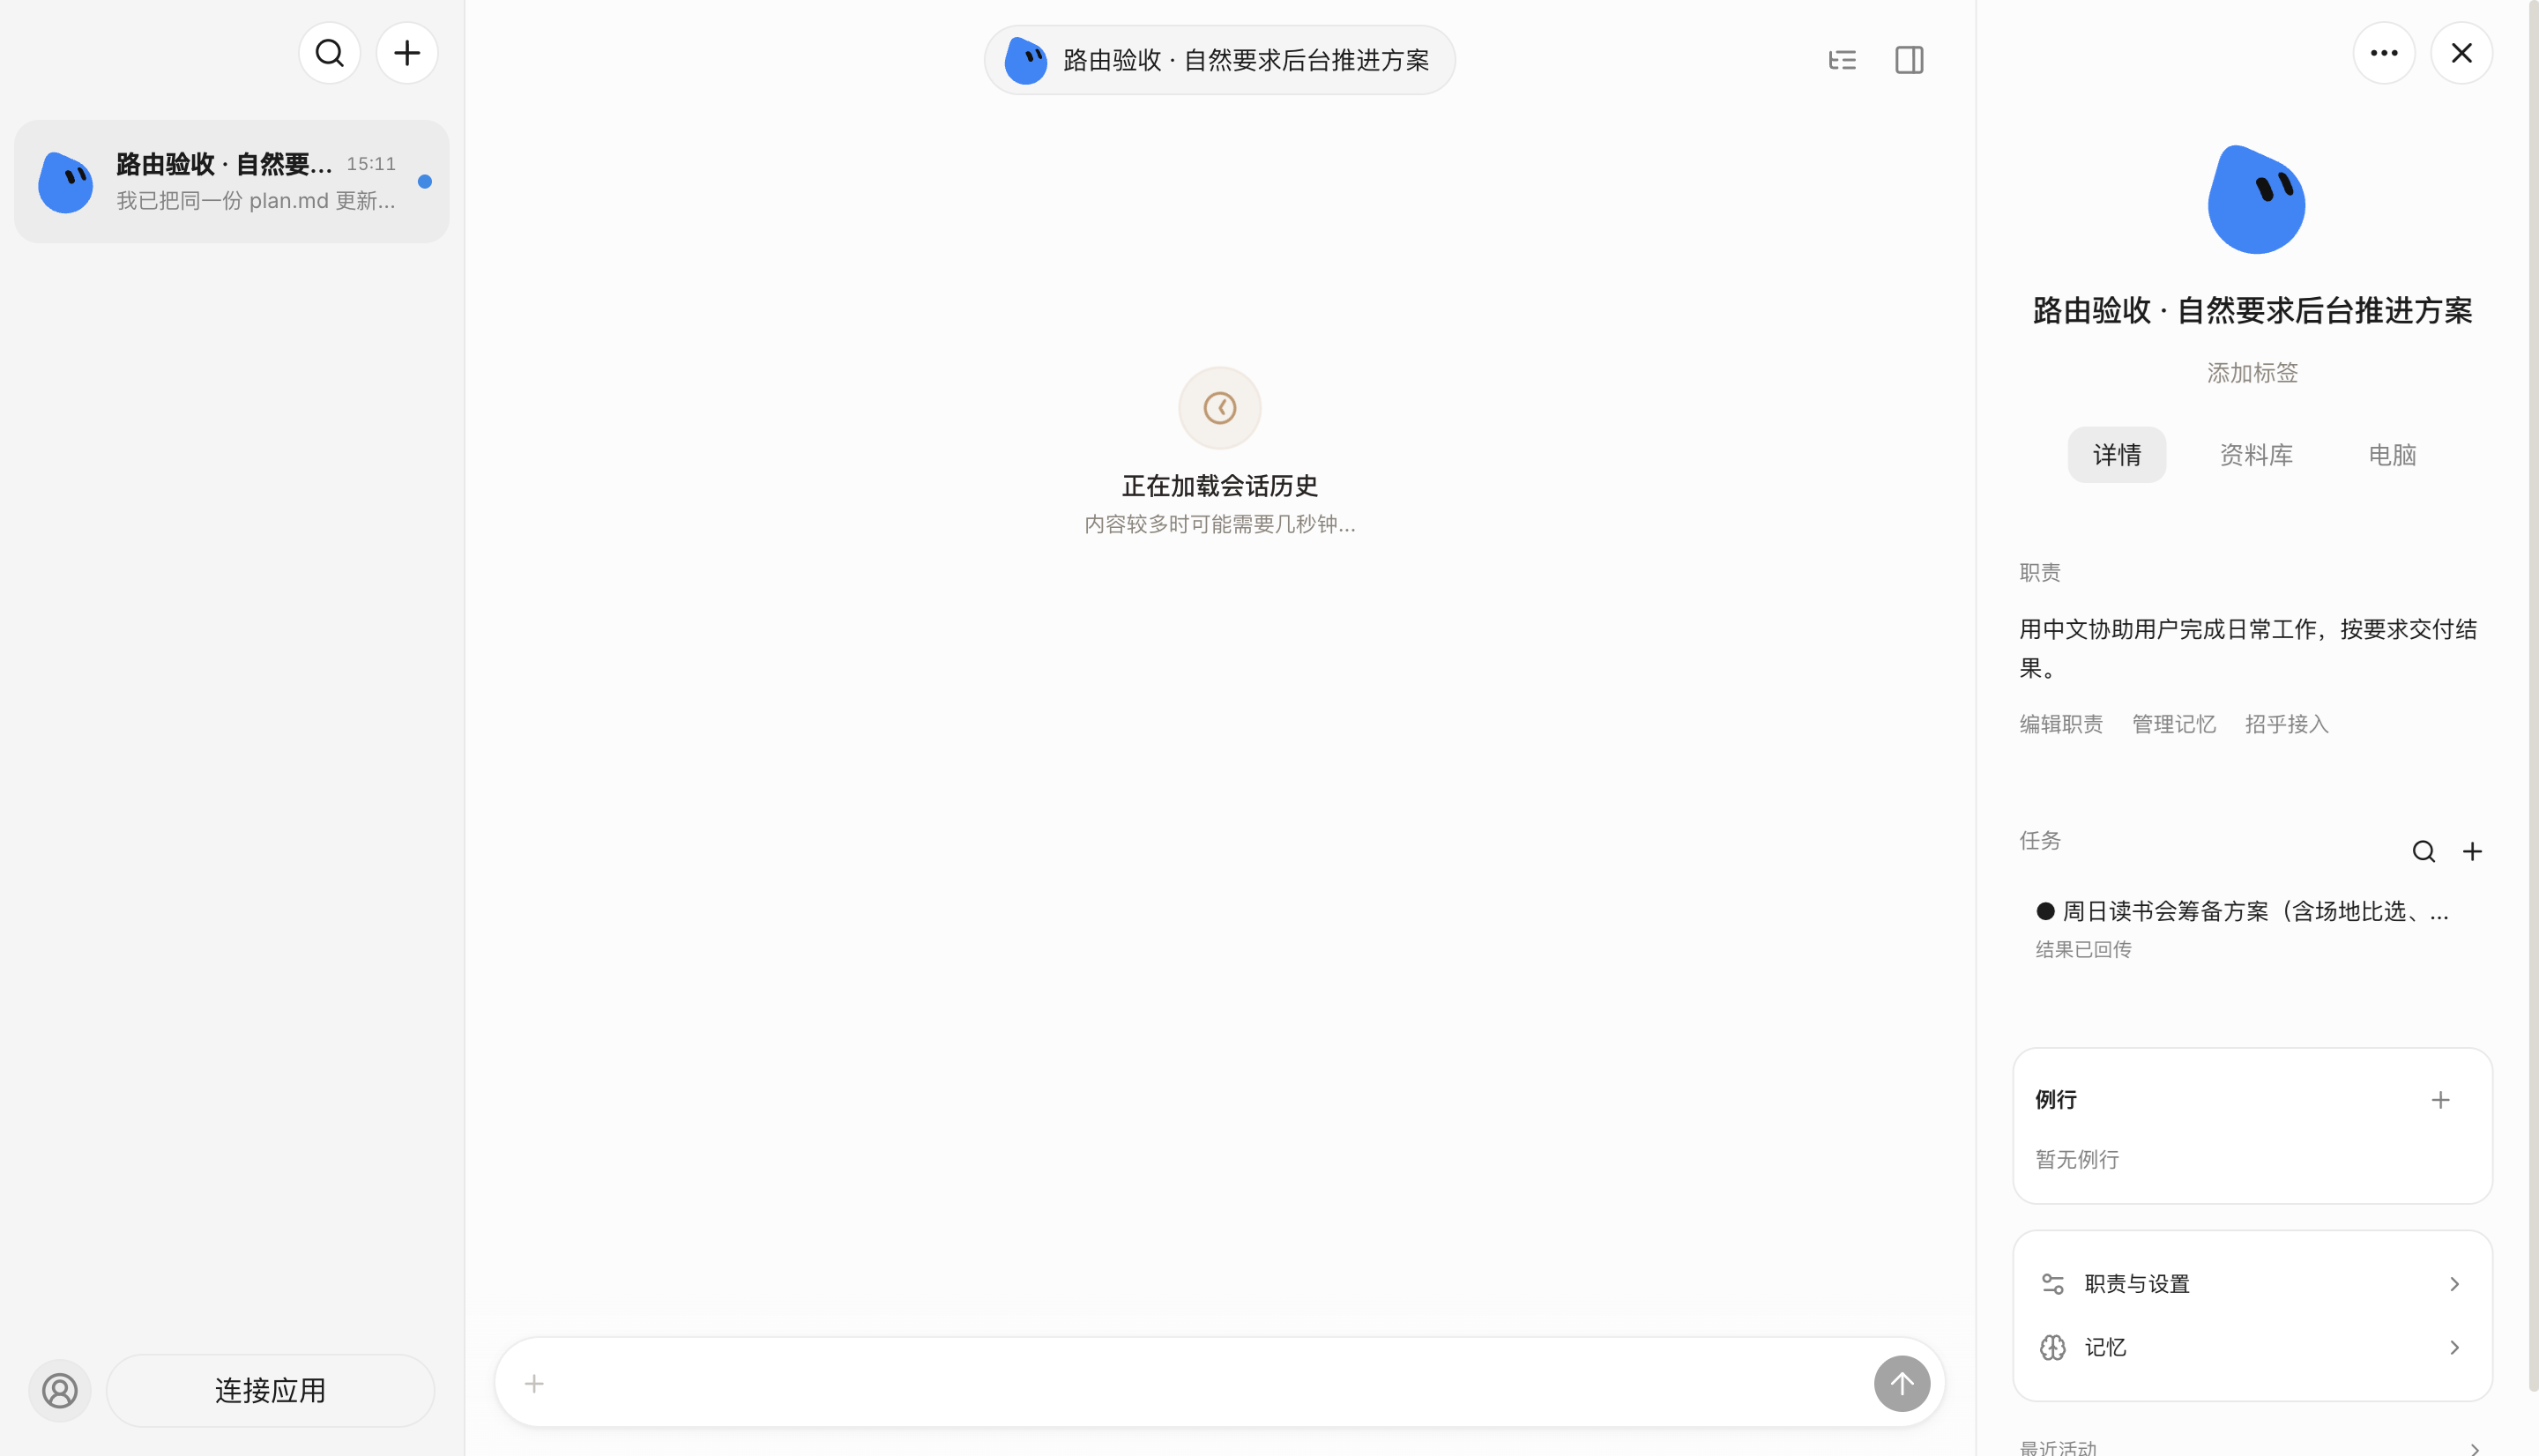 路由验收 · 自然要...
15:11
我已把同一份 plan.md 更新...
连接应用
路由验收 · 自然要求后台推进方案
正在加载会话历史
内容较多时可能需要几秒钟...
路由验收 · 自然要求后台推进方案
添加标签
详情
资料库
电脑
职责
用中文协助用户完成日常工作，按要求交付结
果。
编辑职责
管理记忆
招乎接入
任务
周日读书会筹备方案（含场地比选、...
结果已回传
例行
暂无例行
职责与设置
记忆
最近活动